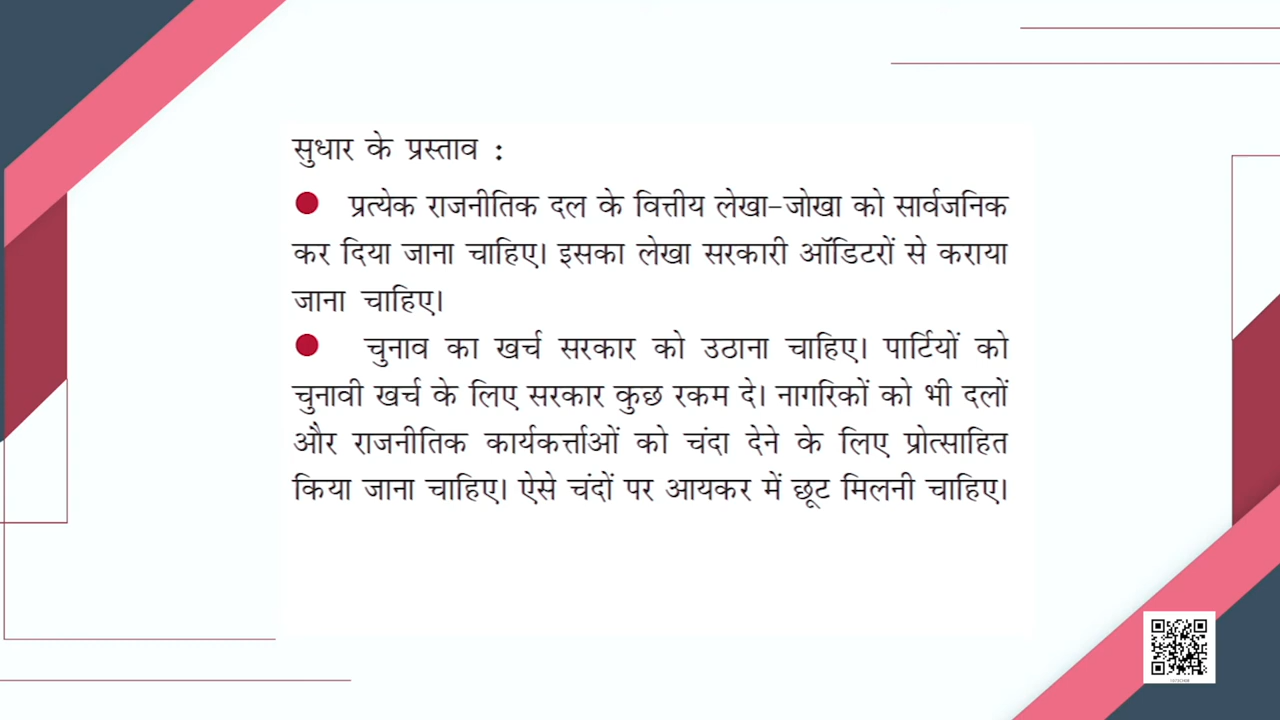 सुधार के प्रस्ताव :
● प्रत्येक राजनीतिक दल के वित्तीय लेखा-जोखा को सार्वजनिक
कर दिया जाना चाहिए। इसका लेखा सरकारी ऑडिटरों से कराया
जाना चाहिए।
● चुनाव का खर्च सरकार को उठाना चाहिए। पार्टियों को
चुनावी खर्च के लिए सरकार कुछ रकम दे। नागरिकों को भी दलों
और राजनीतिक कार्यकर्त्ताओं को चंदा देने के लिए प्रोत्साहित
किया जाना चाहिए। ऐसे चंदों पर आयकर में छूट मिलनी चाहिए।